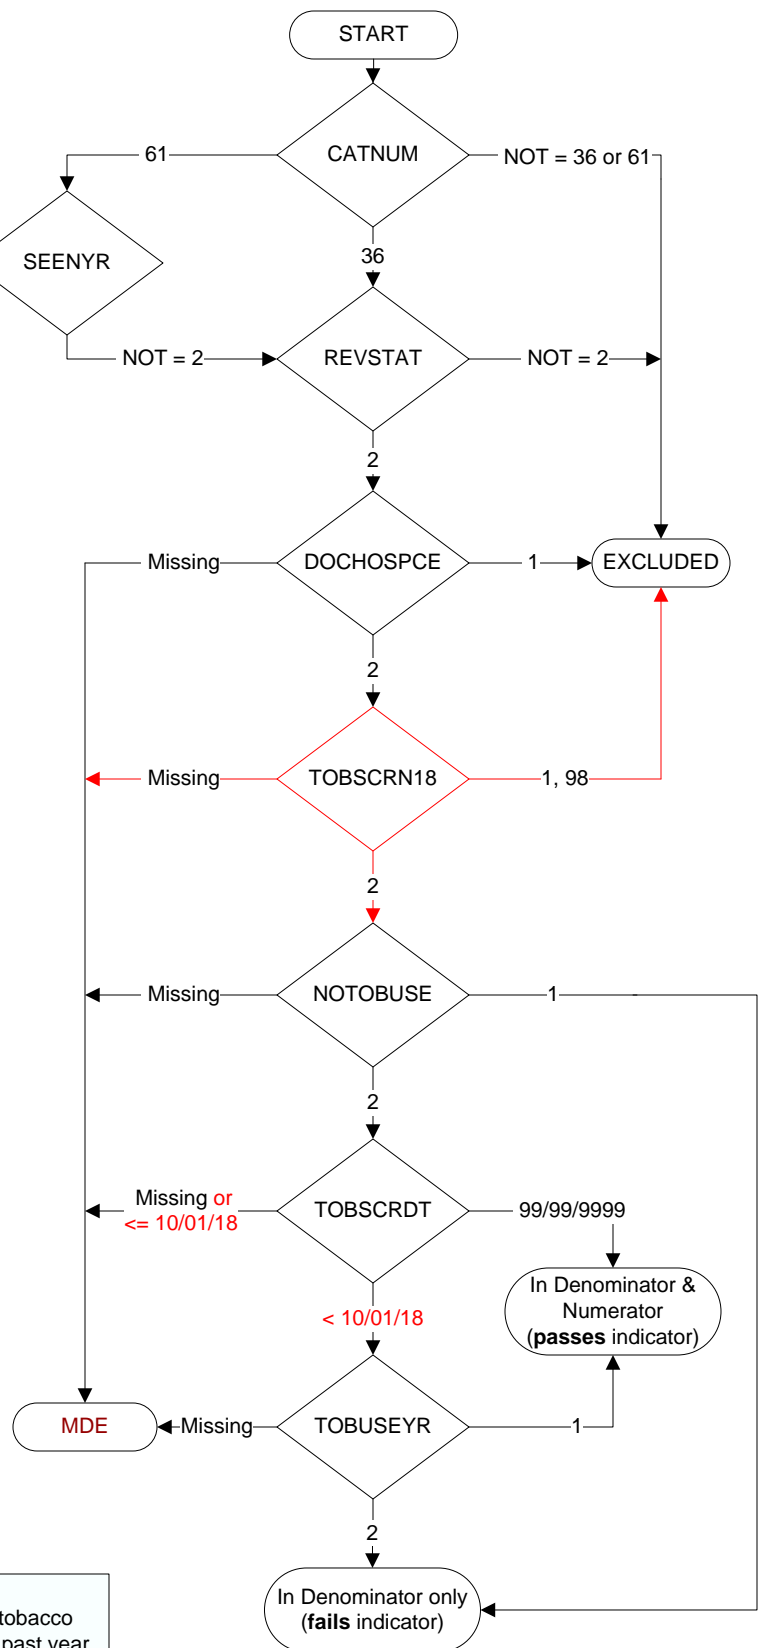 START
CATNUM
61
NOT = 36 or 61
36
SEENYR
NOT = 2
REVSTAT
NOT = 2
2
Missing
DOCHOSPCE
1
EXCLUDED
2
Missing
TOBSCRN18
1, 98
2
Missing
NOTOBUSE
1
2
Missing or
<= 10/01/18
TOBSCRDT
99/99/9999
In Denominator &
Numerator
(passes indicator)
< 10/01/18
MDE
Missing
TOBUSEYR
1
2
In Denominator only
(fails indicator)
tobacco
past year